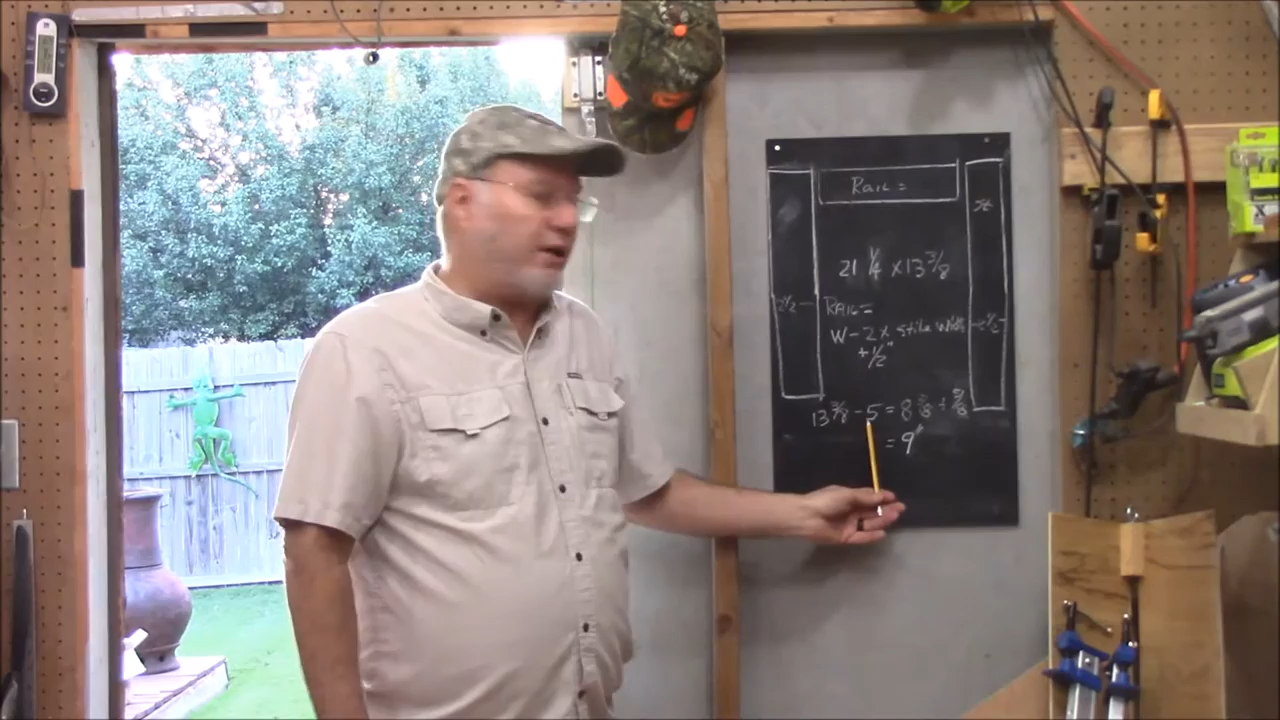 Rail =
St
21 1/4 x 13 3/8
2 1/2
Rail =
W - 2 x stile width
2 1/2
+ 1/2"
13 3/8 - 5 = 8 3/8 + 5/8
= 9"